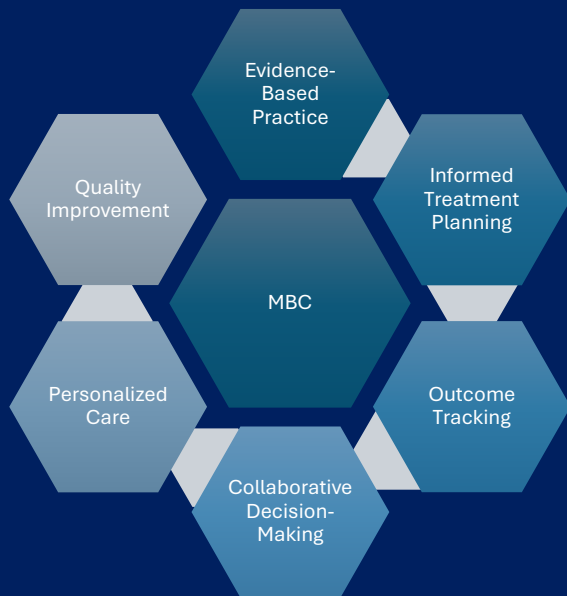 Evidence-
Based
Practice
Informed
Treatment
Planning
Outcome
Tracking
Collaborative
Decision-
Making
Personalized
Care
Quality
Improvement
MBC